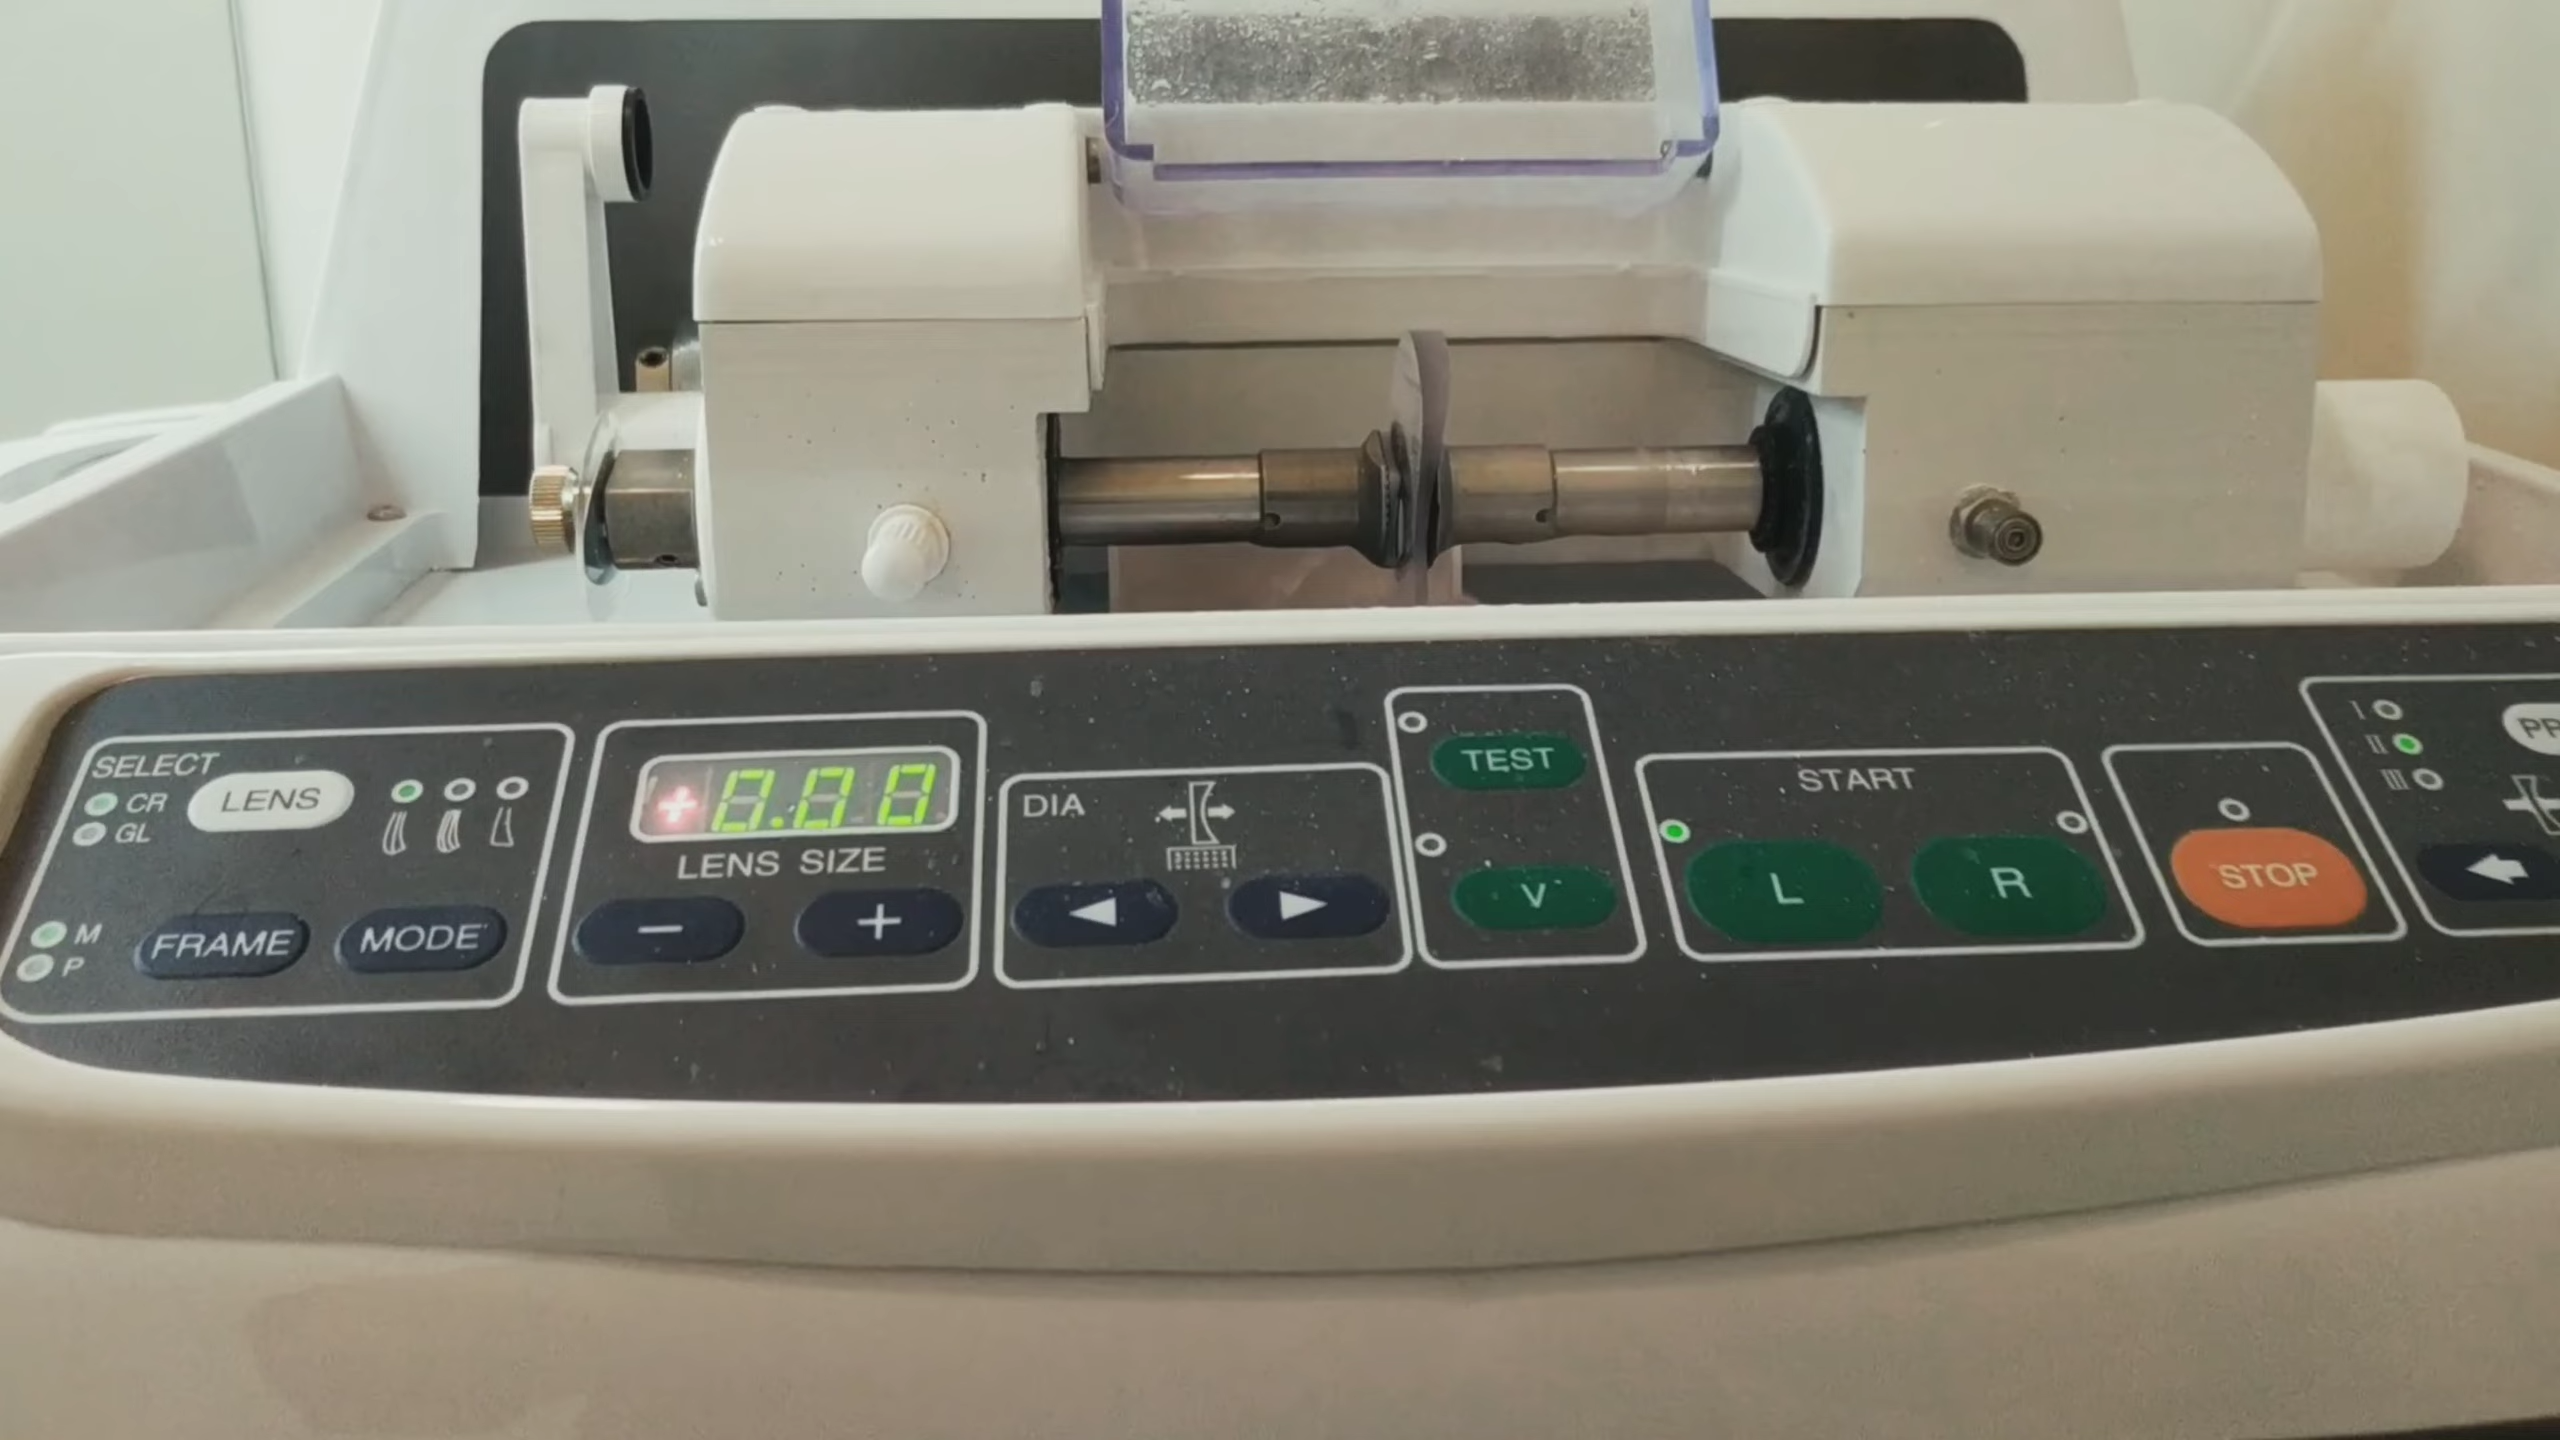 SELECT
CR
GL
LENS
M
P
FRAME
MODE
+0.00
LENS SIZE
-
+
DIA
TEST
V
START
L
R
STOP
I
II
III